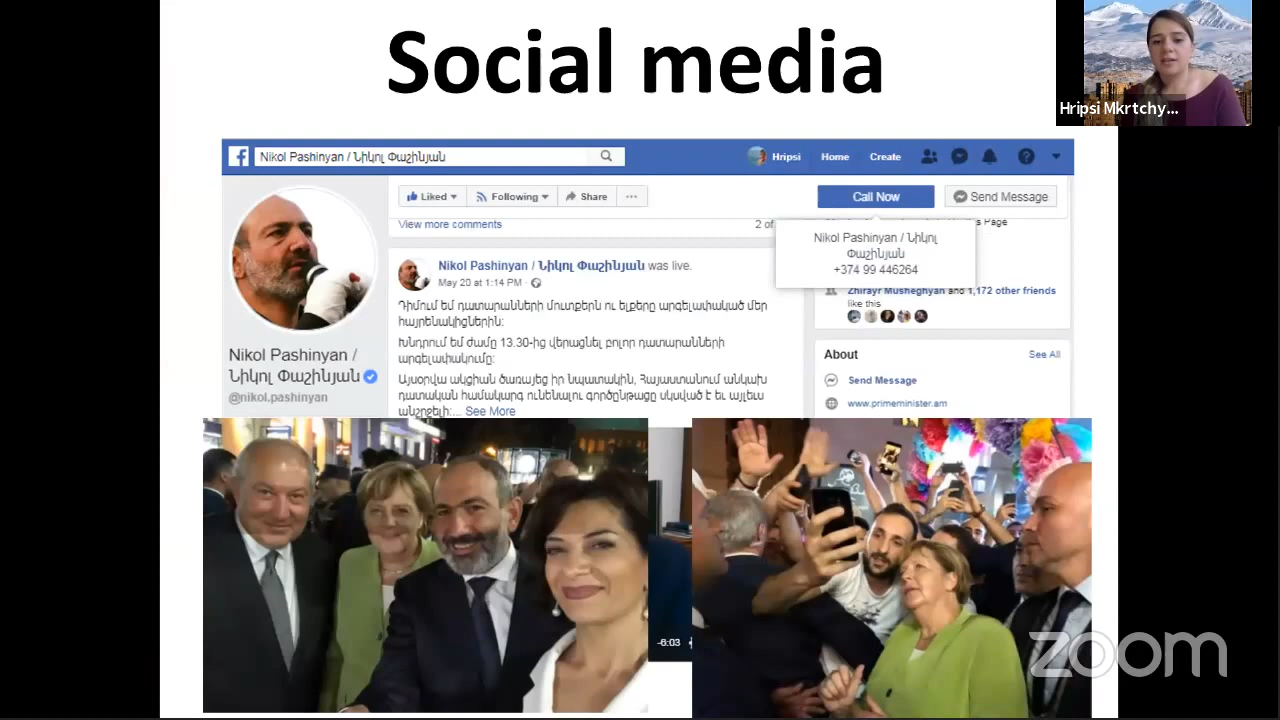 Social media
Hripsi Mkrtchy...
Nikol Pashinyan / Նիկոլ Փաշինյան
Hripsi
Home
Create
Liked
Following
Share
Call Now
Send Message
View more comments
2 of
Page
Nikol Pashinyan / Նիկոլ
Փաշինյան
+374 99 446264
Nikol Pashinyan / Նիկոլ Փաշինյան was live.
May 20 at 1:14 PM ·
Zhirayr Musheghyan and 1,172 other friends
like this
Դիմում եմ դատարանների մուտքերն ու ելքերը արգելափակած մեր
հայրենակիցներին:
Խնդրում եմ ժամը 13.30-ից վերացնել բոլոր դատարանների
արգելափակումը:
Այսօրվա ակցիան ծառայեց իր նպատակին, Հայաստանում անկախ
դատական համակարգ ունենալու գործընթացը սկսված է եւ այլեւս
անշրջելի:... See More
Nikol Pashinyan /
Նիկոլ Փաշինյան
@nikol.pashinyan
About
See All
Send Message
www.primeminister.am
-6:03
zoom